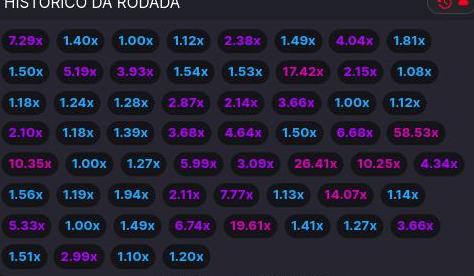 HISTÓRICO DA RODADA
7.29x 1.40x 1.00x 1.12x 2.38x 1.49x 4.04x 1.81x
1.50x 5.19x 3.93x 1.54x 1.53x 17.42x 2.15x 1.08x
1.18x 1.24x 1.28x 2.87x 2.14x 3.66x 1.00x 1.12x
2.10x 1.18x 1.39x 3.68x 4.64x 1.50x 6.68x 58.53x
10.35x 1.00x 1.27x 5.99x 3.09x 26.41x 10.25x 4.34x
1.56x 1.19x 1.94x 2.11x 7.77x 1.13x 14.07x 1.14x
5.33x 1.00x 1.49x 6.74x 19.61x 1.41x 1.27x 3.66x
1.51x 2.99x 1.10x 1.20x